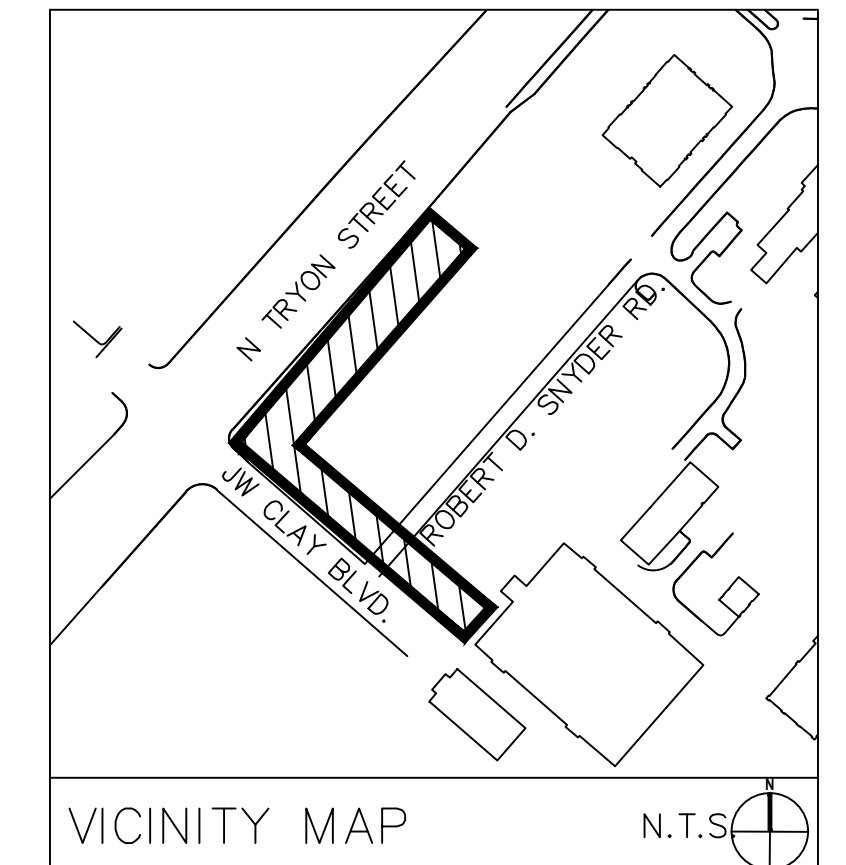 N TRYON STREET
ROBERT D. SNYDER RD.
JW CLAY BLVD.
N
VICINITY MAP
N.T.S.